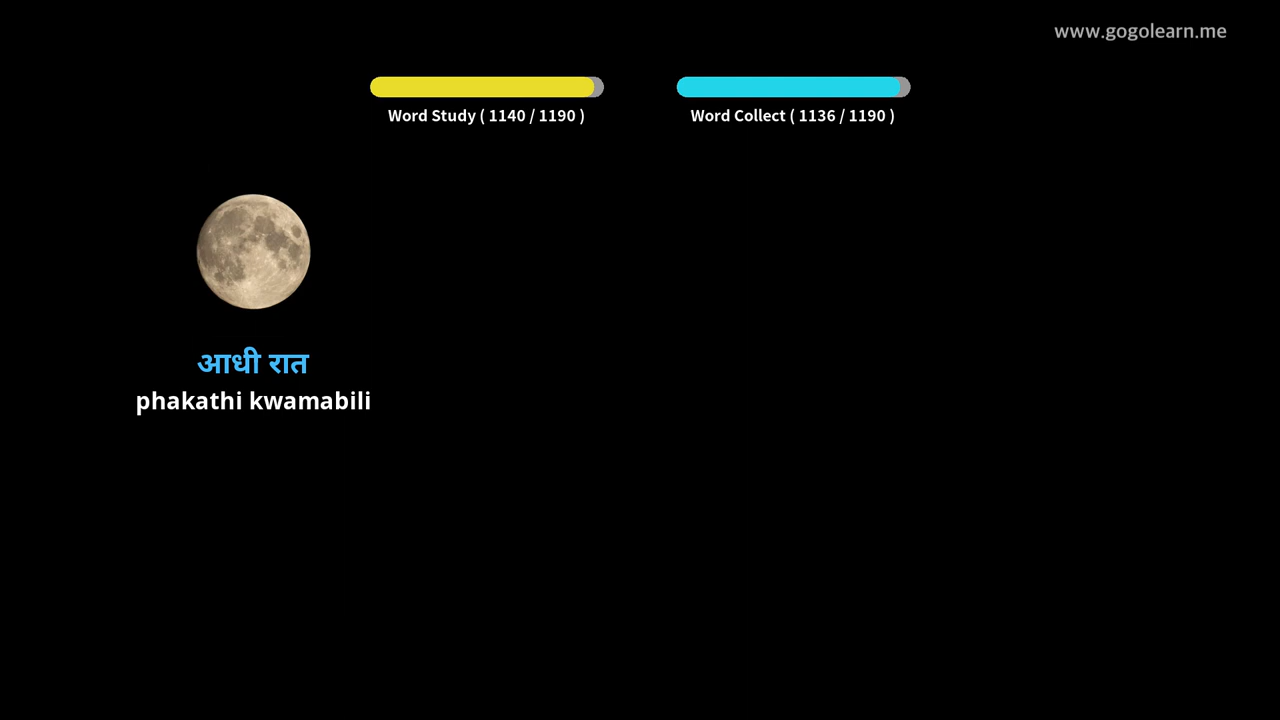 www.gogolearn.me
Word Study ( 1140 / 1190 )
Word Collect ( 1136 / 1190 )
आधी रात
phakathi kwamabili